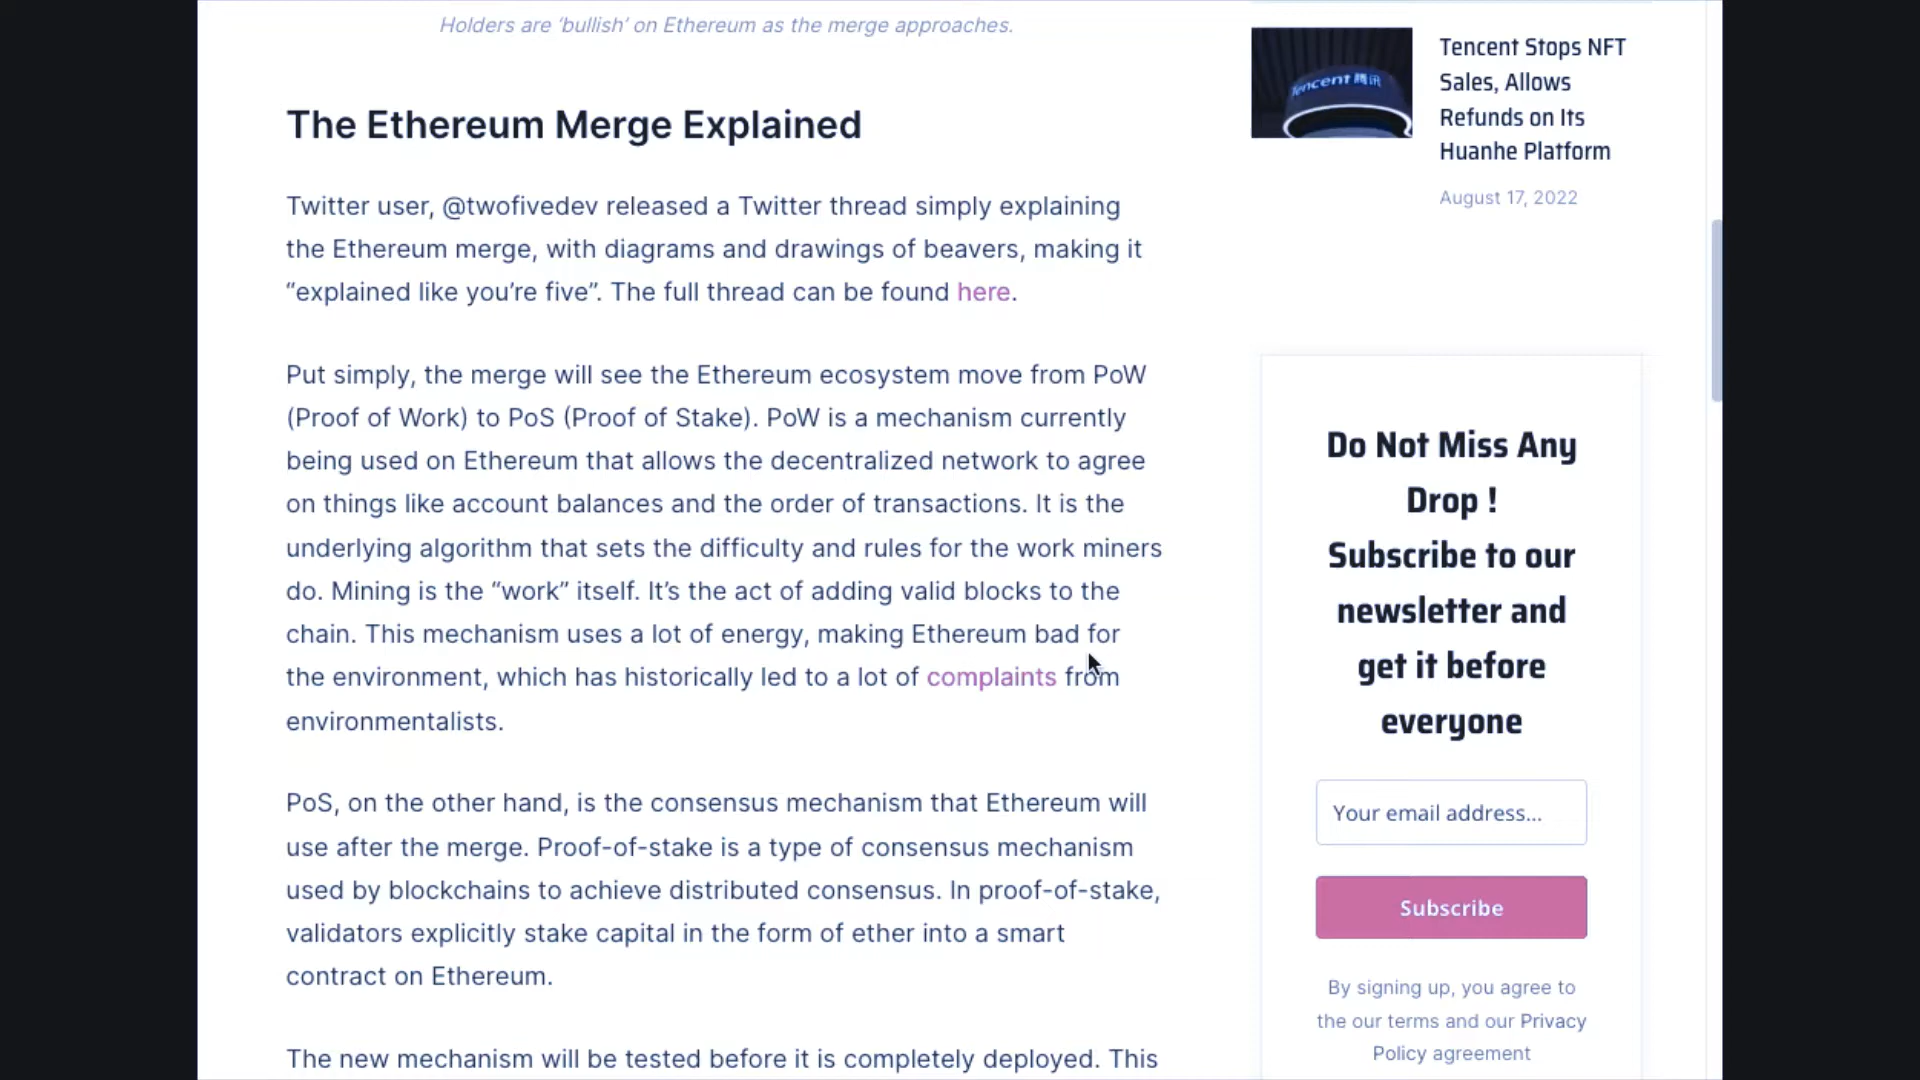 Holders are ‘bullish’ on Ethereum as the merge approaches.
The Ethereum Merge Explained
Twitter user, @twofivedev released a Twitter thread simply explaining
the Ethereum merge, with diagrams and drawings of beavers, making it
“explained like you’re five”. The full thread can be found here.
Put simply, the merge will see the Ethereum ecosystem move from PoW
(Proof of Work) to PoS (Proof of Stake). PoW is a mechanism currently
being used on Ethereum that allows the decentralized network to agree
on things like account balances and the order of transactions. It is the
underlying algorithm that sets the difficulty and rules for the work miners
do. Mining is the “work” itself. It’s the act of adding valid blocks to the
chain. This mechanism uses a lot of energy, making Ethereum bad for
the environment, which has historically led to a lot of complaints from
environmentalists.
PoS, on the other hand, is the consensus mechanism that Ethereum will
use after the merge. Proof-of-stake is a type of consensus mechanism
used by blockchains to achieve distributed consensus. In proof-of-stake,
validators explicitly stake capital in the form of ether into a smart
contract on Ethereum.
The new mechanism will be tested before it is completely deployed. This
Tencent 腾讯
Tencent Stops NFT
Sales, Allows
Refunds on Its
Huanhe Platform
August 17, 2022
Do Not Miss Any
Drop !
Subscribe to our
newsletter and
get it before
everyone
Your email address...
Subscribe
By signing up, you agree to
the our terms and our Privacy
Policy agreement